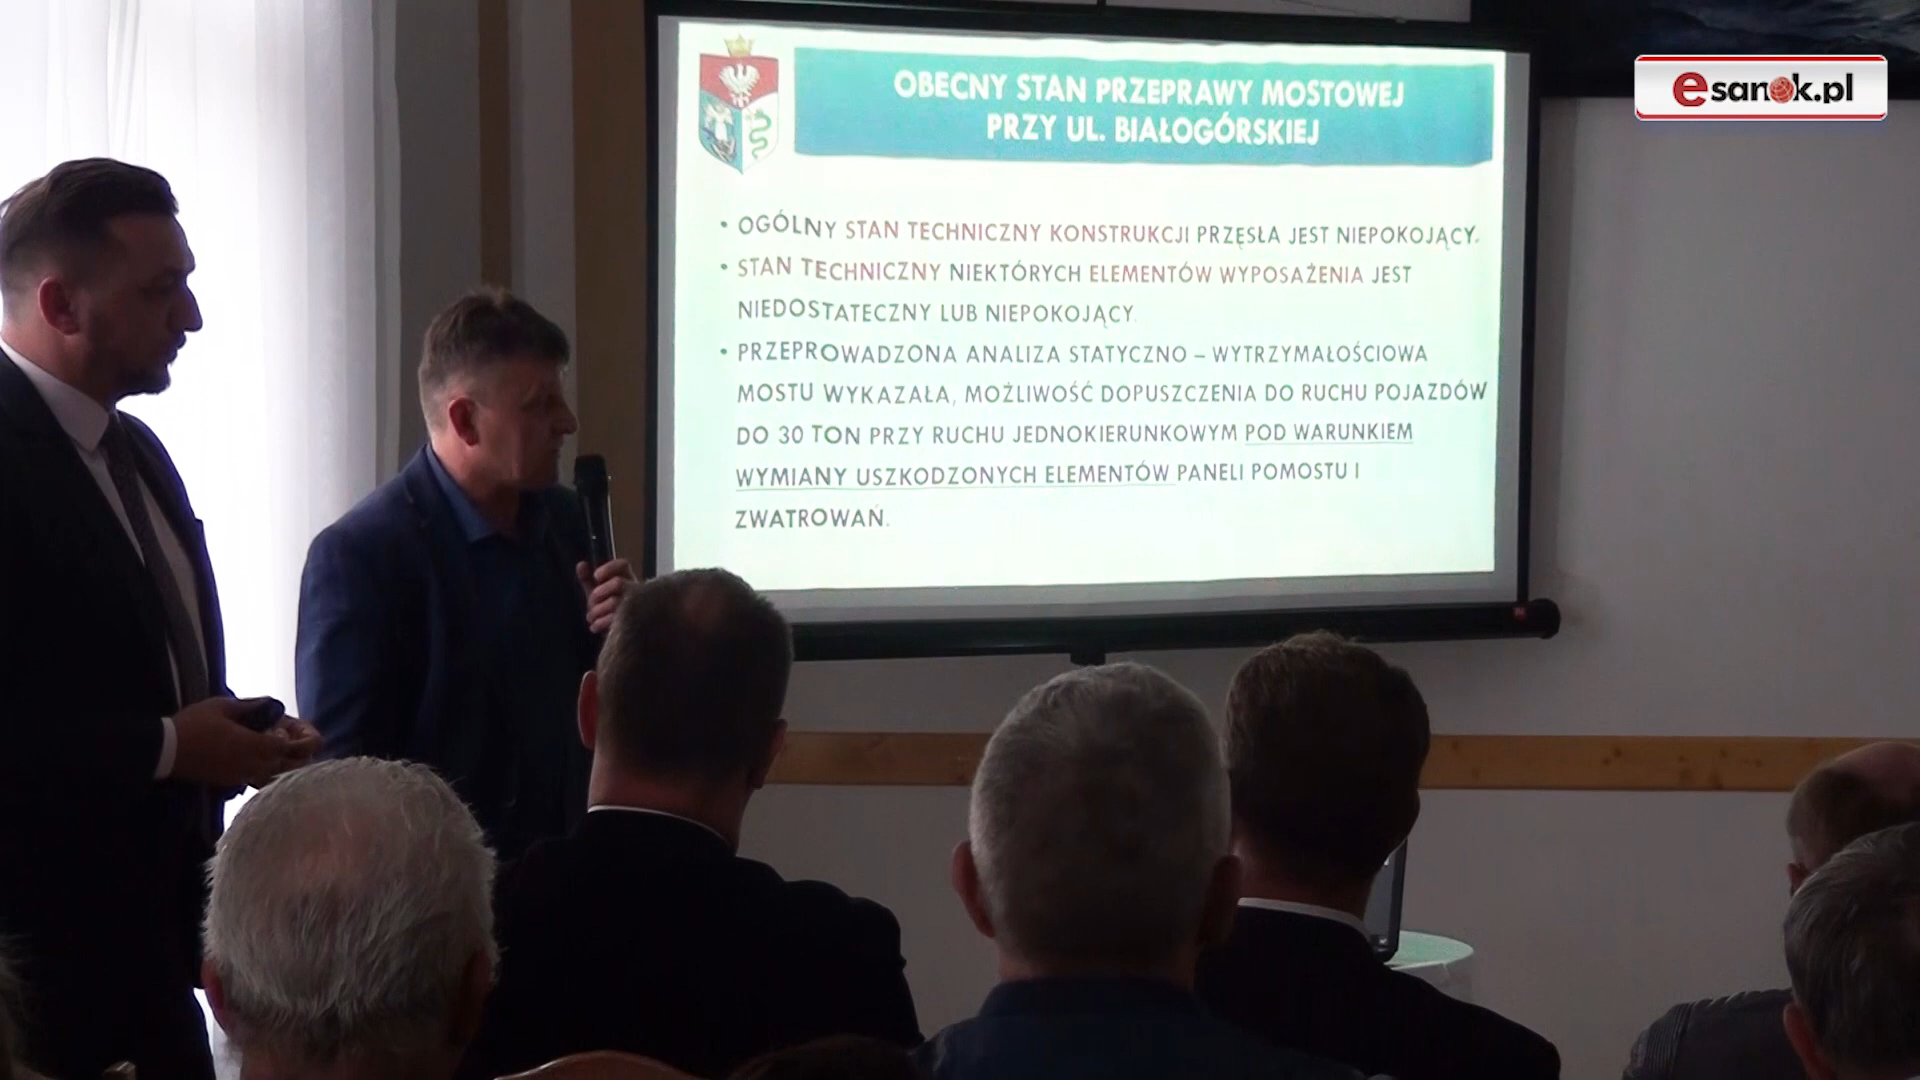 esanok.pl
OBECNY STAN PRZEPRAWY MOSTOWEJ
PRZY UL. BIAŁOGÓRSKIEJ
• OGÓLNY STAN TECHNICZNY KONSTRUKCJI PRZĘSŁA JEST NIEPOKOJĄCY.
• STAN TECHNICZNY NIEKTÓRYCH ELEMENTÓW WYPOSAŻENIA JEST
NIEDOSTATECZNY LUB NIEPOKOJĄCY.
• PRZEPROWADZONA ANALIZA STATYCZNO – WYTRZYMAŁOŚCIOWA
MOSTU WYKAZAŁA, MOŻLIWOŚĆ DOPUSZCZENIA DO RUCHU POJAZDÓW
DO 30 TON PRZY RUCHU JEDNOKIERUNKOWYM POD WARUNKIEM
WYMIANY USZKODZONYCH ELEMENTÓW PANELI POMOSTU I
ZWATROWAŃ.